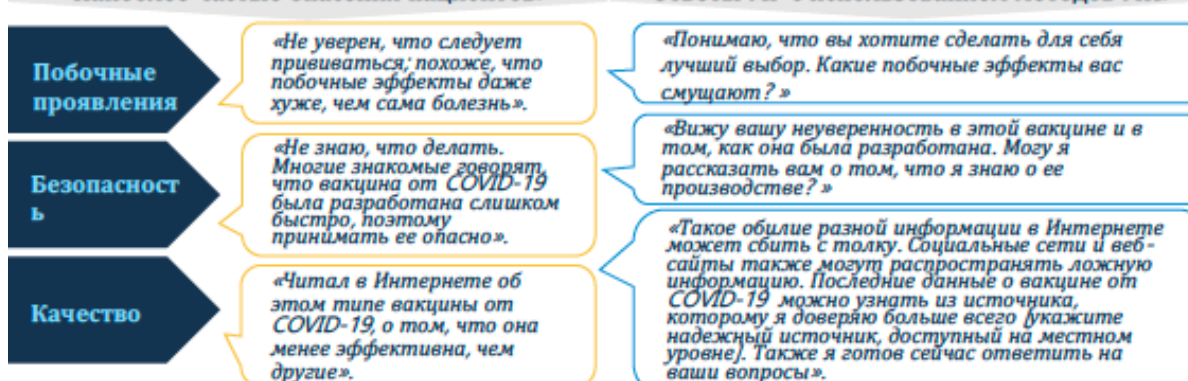 Побочные
проявления
«Не уверен, что следует
прививаться; похоже, что
побочные эффекты даже
хуже, чем сама болезнь».
«Понимаю, что вы хотите сделать для себя
лучший выбор. Какие побочные эффекты вас
смущают? »
Безопасност
ь
«Не знаю, что делать.
Многие знакомые говорят,
что вакцина от COVID-19
была разработана слишком
быстро, поэтому
принимать ее опасно».
«Вижу вашу неуверенность в этой вакцине и в
том, как она была разработана. Могу я
рассказать вам о том, что я знаю о ее
производстве? »
Качество
«Читал в Интернете об
этом типе вакцины от
COVID-19, о том, что она
менее эффективна, чем
другие».
«Такое обилие разной информации в Интернете
может сбить с толку. Социальные сети и веб-
сайты также могут распространять ложную
информацию. Последние данные о вакцине от
COVID-19 можно узнать из источника,
которому я доверяю больше всего [укажите
надежный источник, доступный на местном
уровне]. Также я готов сейчас ответить на
ваши вопросы».